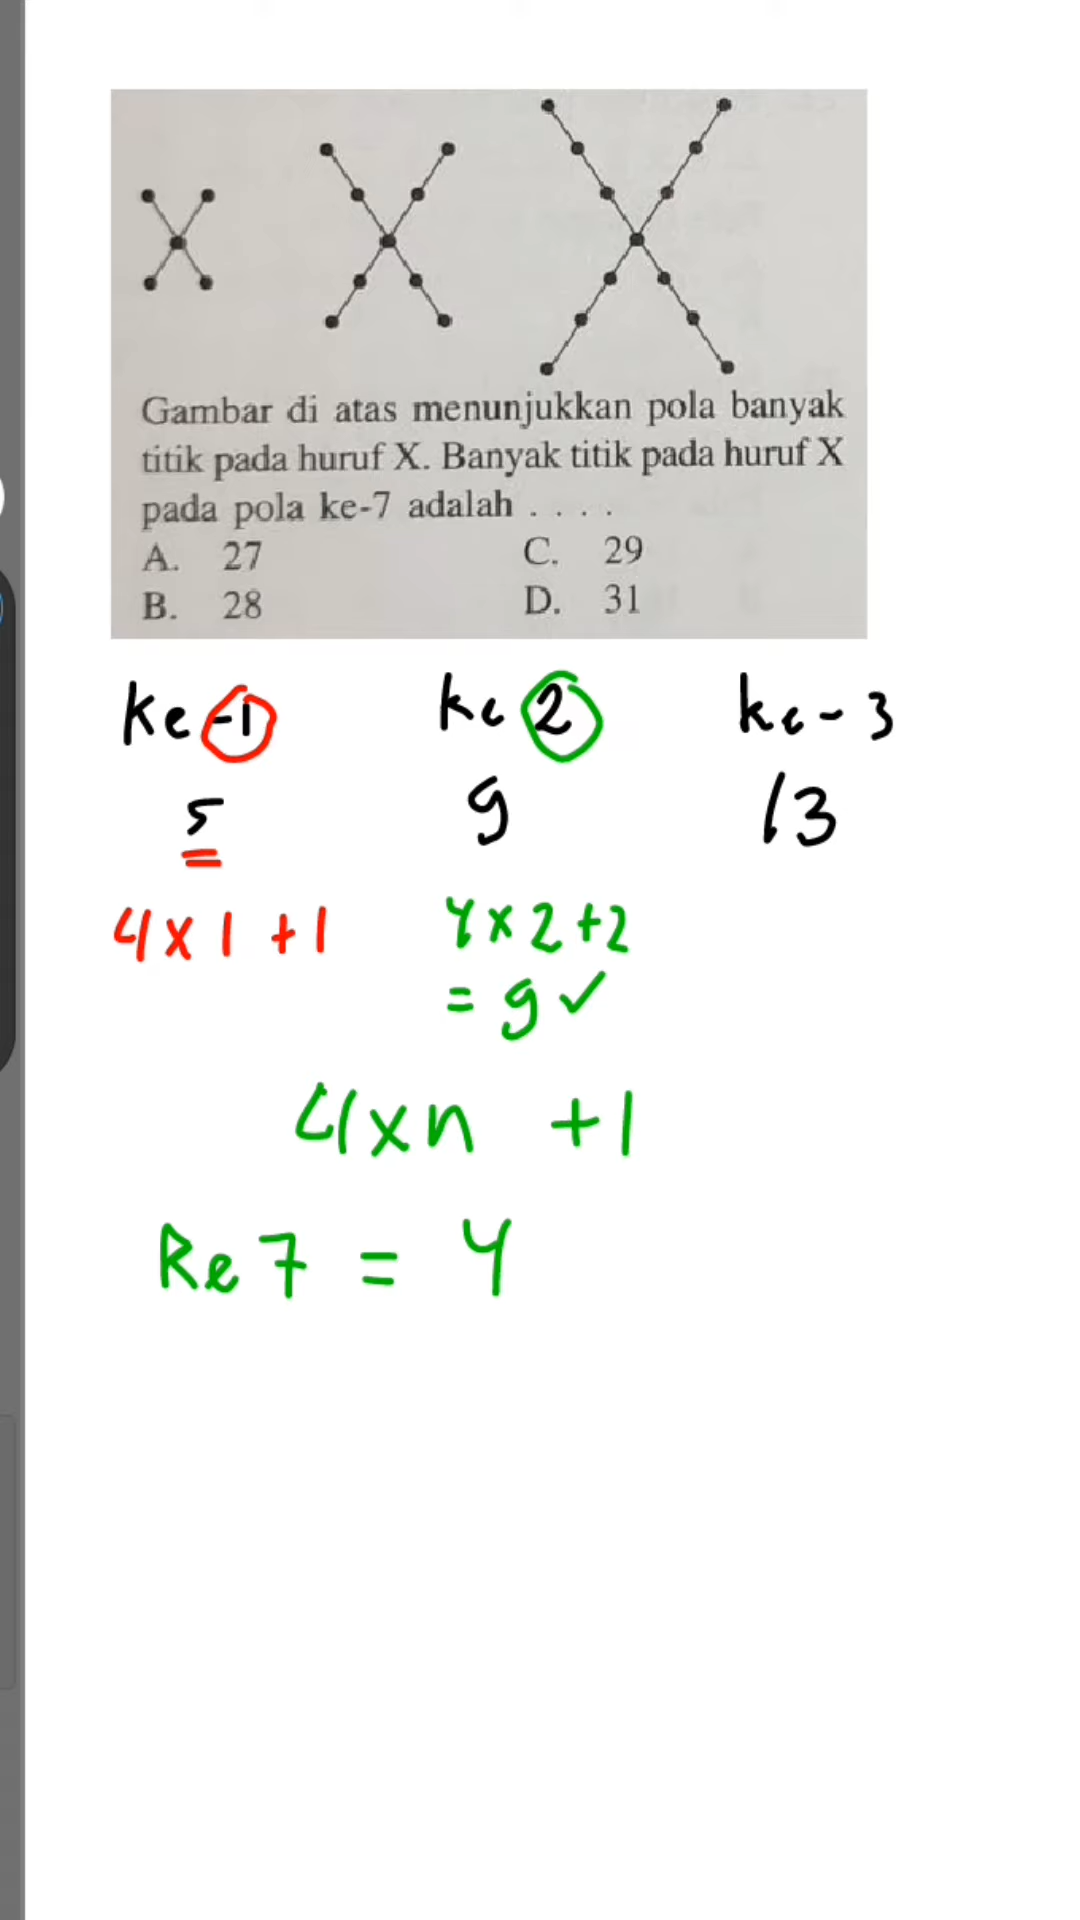 Gambar di atas menunjukkan pola banyak
titik pada huruf X. Banyak titik pada huruf X
pada pola ke-7 adalah . . . .
A. 27 C. 29
B. 28 D. 31
ke-1 ke 2 ke-3
5 9 13
4x1+1 4x2+2
= 9 ✓
4xn +1
Ke 7 = 4